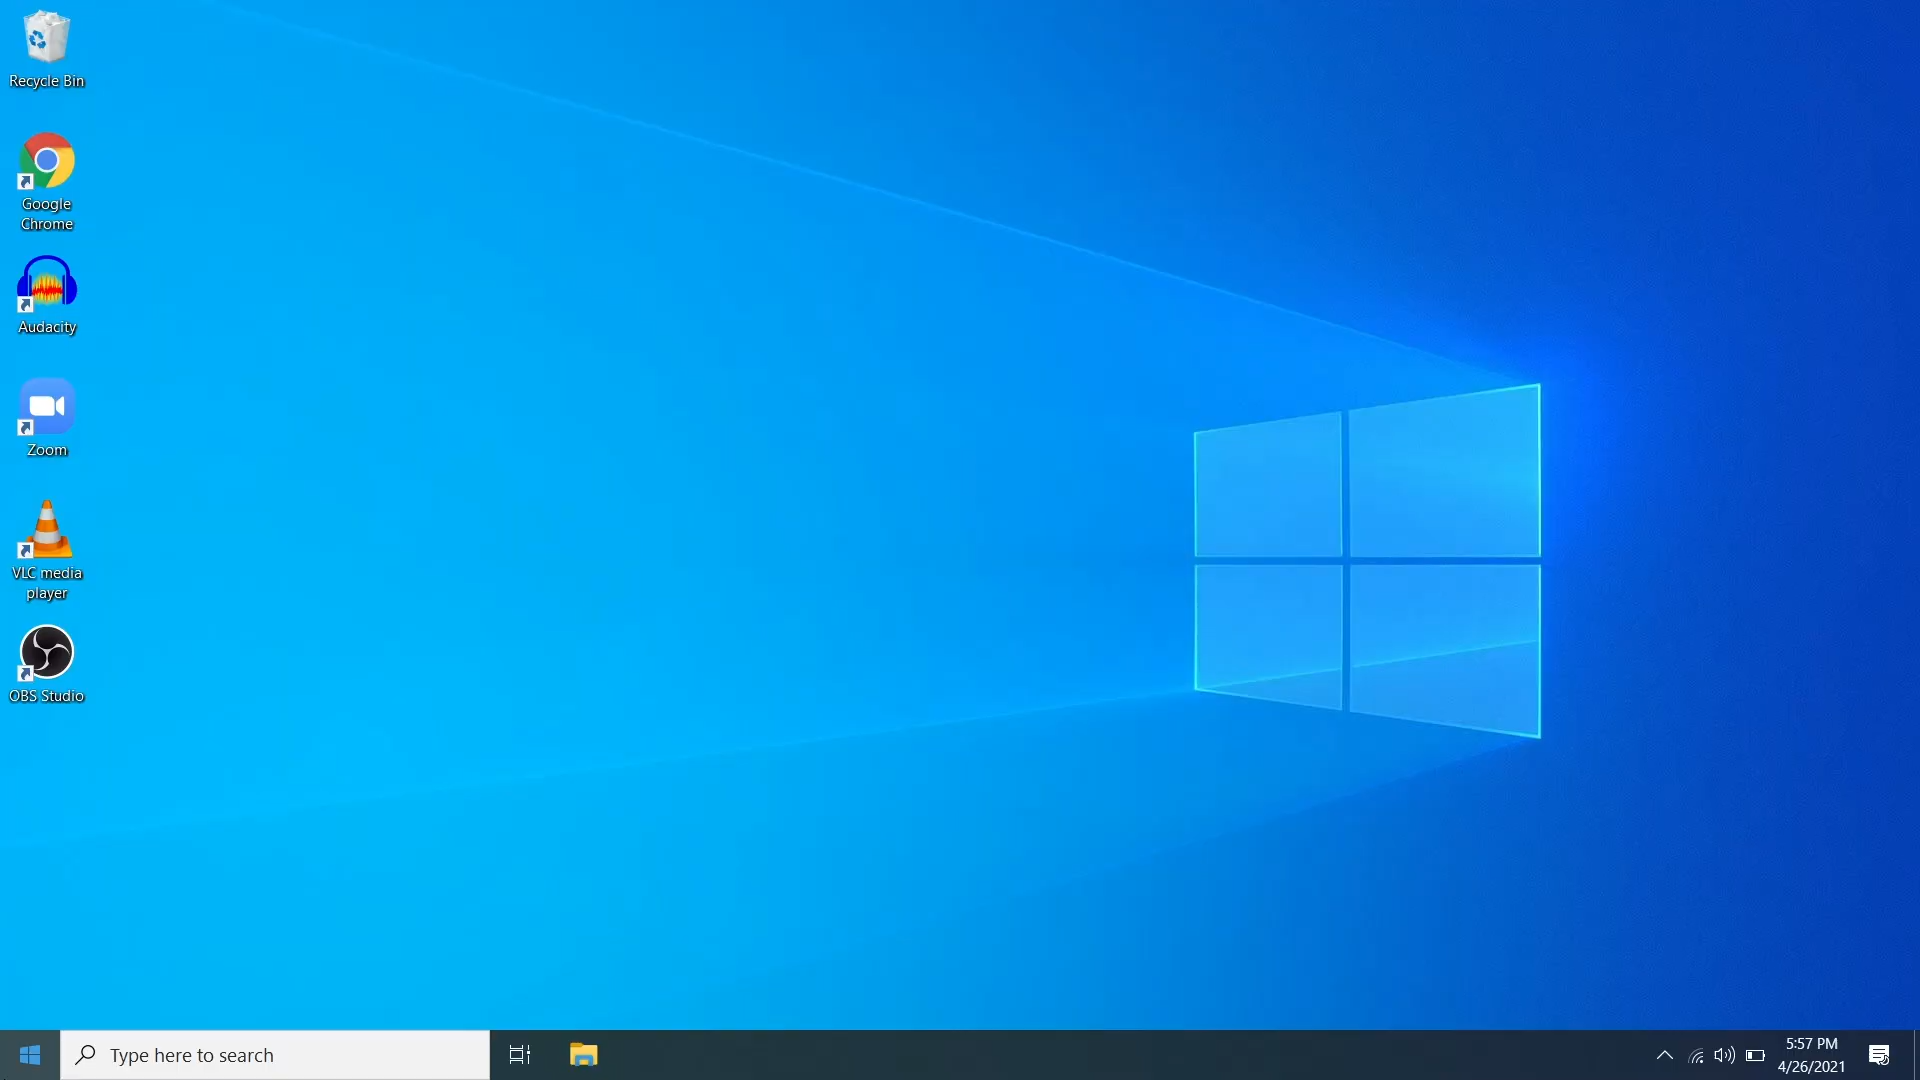 Recycle Bin
Google
Chrome
Audacity
Zoom
VLC media
player
OBS Studio
Type here to search
5:57 PM
4/26/2021